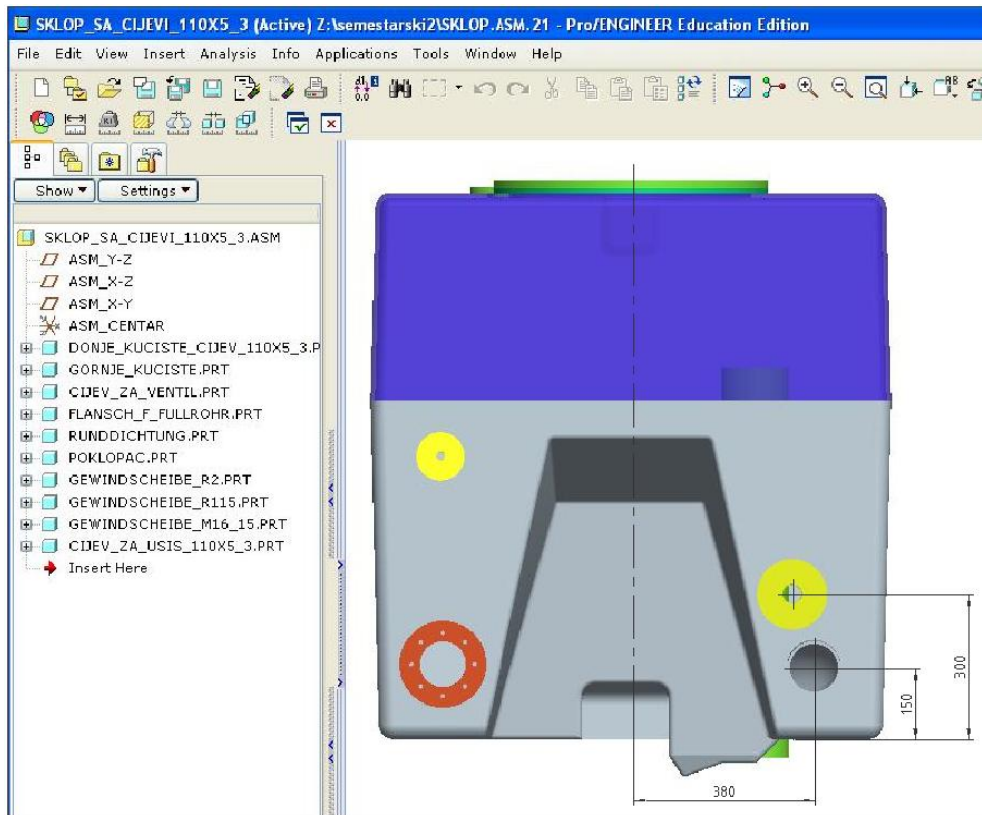 SKLOP_SA_CIJEVI_110X5_3 (Active) Z:\semestarski2\SKLOP.ASM.21 - Pro/ENGINEER Education Edition
File Edit View Insert Analysis Info Applications Tools Window Help
Show Settings
SKLOP_SA_CIJEVI_110X5_3.ASM
ASM_Y-Z
ASM_X-Z
ASM_X-Y
ASM_CENTAR
DONJE_KUCISTE_CIJEV_110X5_3.P
GORNJE_KUCISTE.PRT
CIJEV_ZA_VENTIL.PRT
FLANSCH_F_FULLROHR.PRT
RUNDDICHTUNG.PRT
POKLOPAC.PRT
GEWINDSCHEIBE_R2.PRT
GEWINDSCHEIBE_R115.PRT
GEWINDSCHEIBE_M16_15.PRT
CIJEV_ZA_USIS_110X5_3.PRT
Insert Here
300
150
380